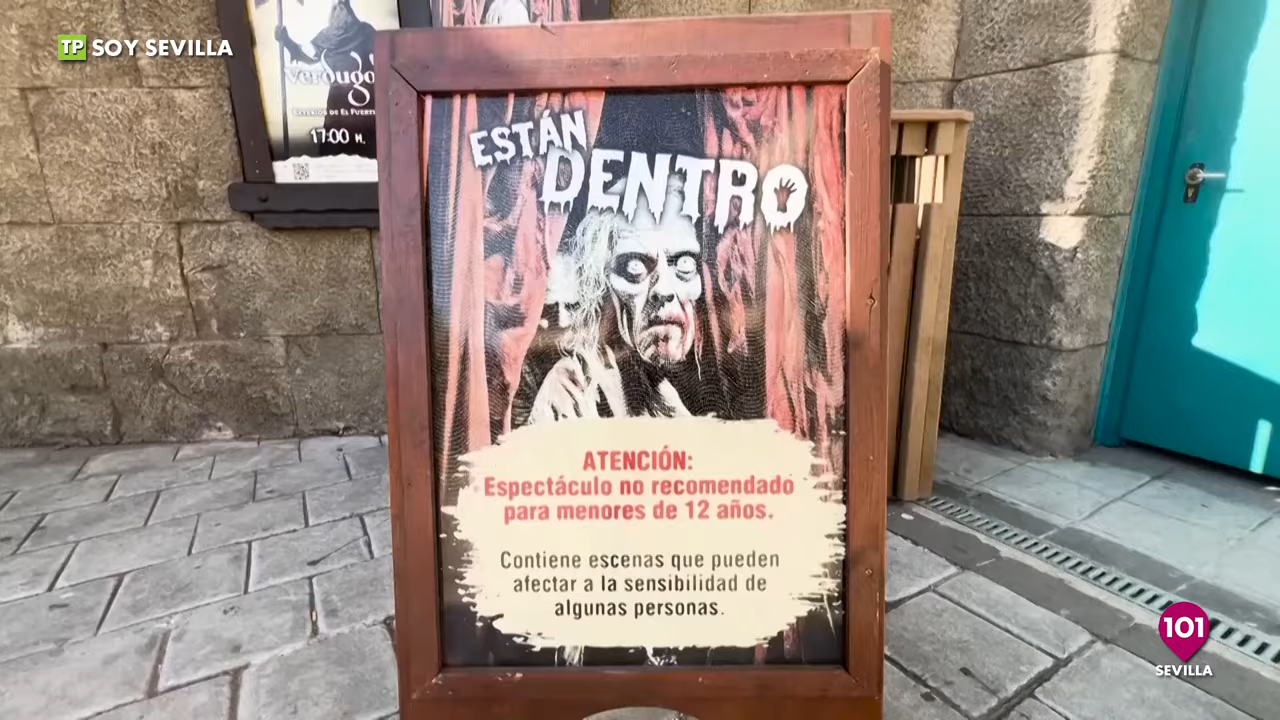 TP SOY SEVILLA
verdugo
17:00 H.
ESTÁN
DENTRO
ATENCIÓN:
Espectáculo no recomendado
para menores de 12 años.
Contiene escenas que pueden
afectar a la sensibilidad de
algunas personas.
101
SEVILLA